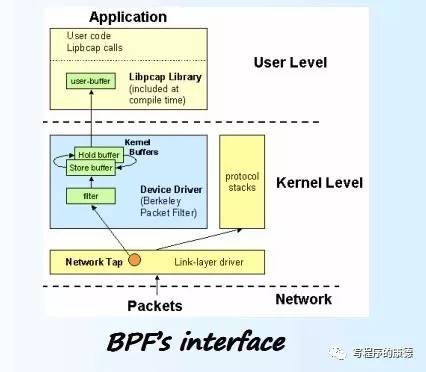 Application
User code
Lipbcap calls
user-buffer
Libpcap Library
(included at
compile time)
User Level
Kernel
Buffers
Hold buffer
Store buffer
filter
Device Driver
(Berkeley
Packet Filter)
protocol
stacks
Kernel Level
Network Tap
Link-layer driver
Packets
Network
BPF's interface
写程序的康德